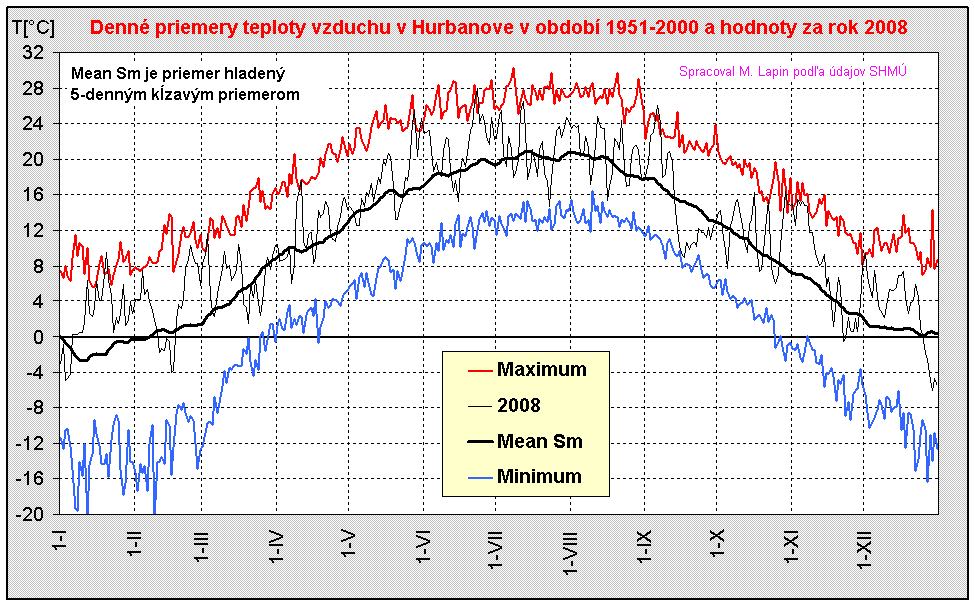 T[°C]
Denné priemery teploty vzduchu v Hurbanove v období 1951-2000 a hodnoty za rok 2008
Mean Sm je priemer hladený
5-denným kĺzavým priemerom
Spracoval M. Lapin podľa údajov SHMÚ
32
28
24
20
16
12
8
4
0
-4
-8
-12
-16
-20
Maximum
2008
Mean Sm
Minimum
1-I
1-II
1-III
1-IV
1-V
1-VI
1-VII
1-VIII
1-IX
1-X
1-XI
1-XII